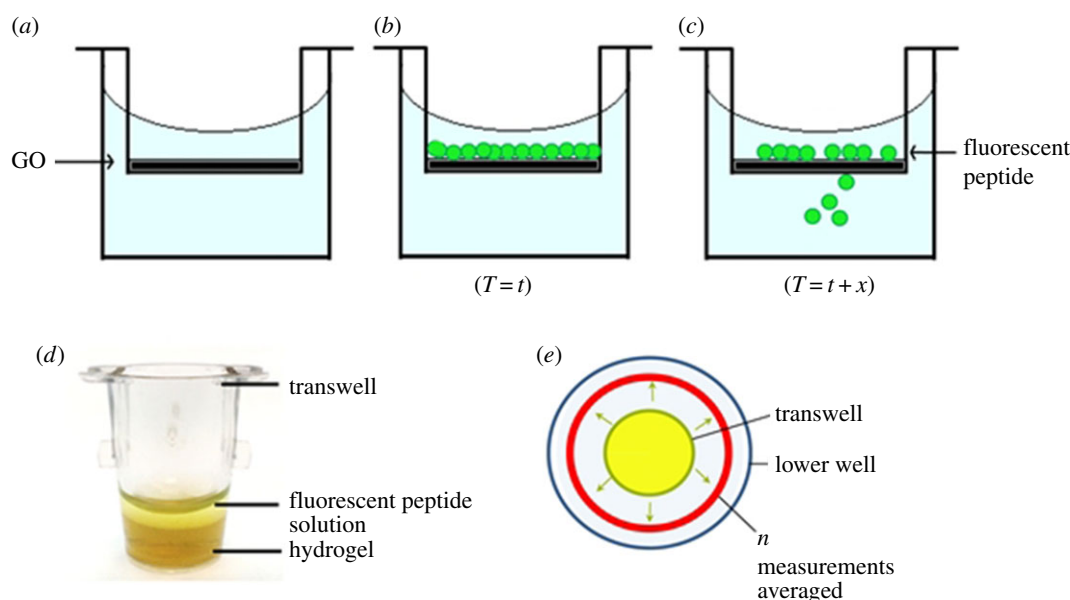 (a)
(b)
(c)
GO
fluorescent
peptide
(T = t)
(T = t + x)
(d)
transwell
fluorescent peptide
solution
hydrogel
(e)
transwell
lower well
n
measurements
averaged